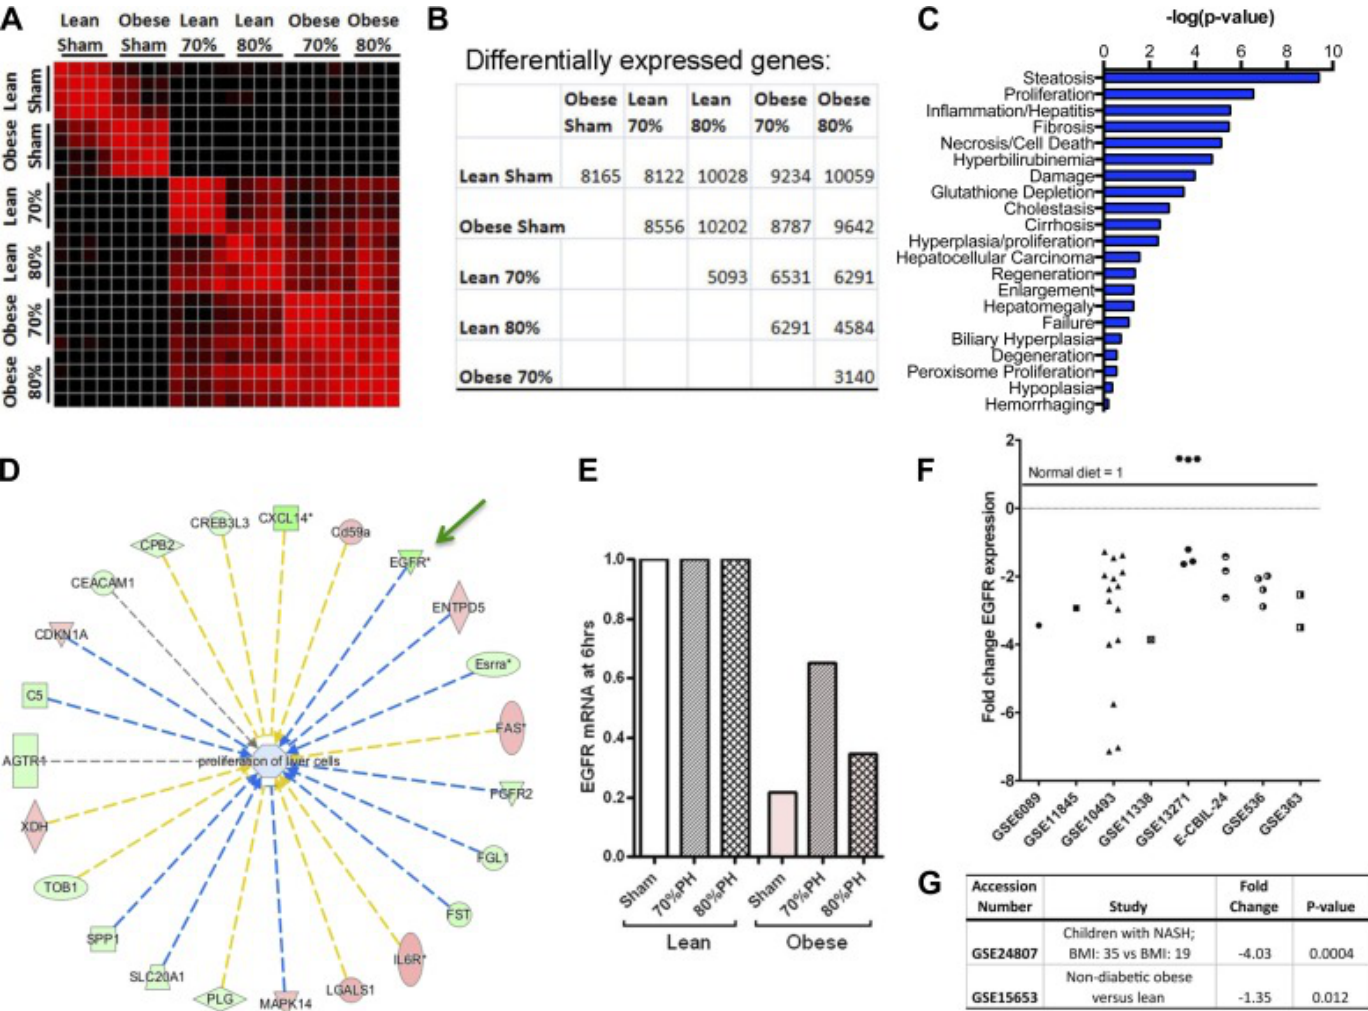 A
Lean Obese Lean Lean Obese Obese
Sham Sham 70% 80% 70% 80%
Lean Sham
Obese Sham
Lean 70%
Lean 80%
Obese 70%
Obese 80%
B
Differentially expressed genes:
Obese Lean Lean Obese Obese
Sham 70% 80% 70% 80%
Lean Sham 8165 8122 10028 9234 10059
Obese Sham 8556 10202 8787 9642
Lean 70% 5093 6531 6291
Lean 80% 6291 4584
Obese 70% 3140
C
-log(p-value)
0 2 4 6 8 10
Steatosis
Proliferation
Inflammation/Hepatitis
Fibrosis
Necrosis/Cell Death
Hyperbilirubinemia
Damage
Glutathione Depletion
Cholestasis
Cirrhosis
Hyperplasia/proliferation
Hepatocellular Carcinoma
Regeneration
Enlargement
Hepatomegaly
Failure
Biliary Hyperplasia
Degeneration
Peroxisome Proliferation
Hypoplasia
Hemorrhaging
D
CXCL14*
CREB3L3
Cd59a
CPB2
EGFR*
CEACAM1
ENTPD5
CDKN1A
Esrra*
C5
FAS*
AGTR1
proliferation of liver cells
FGFR2
XDH
FGL1
TOB1
FST
SPP1
IL6R*
SLC20A1
LGALS1
PLG
MAPK14
E
EGFR mRNA at 6hrs
1.0
0.8
0.6
0.4
0.2
0.0
Sham 70%PH 80%PH Sham 70%PH 80%PH
Lean Obese
F
Fold change EGFR expression
2
Normal diet = 1
0
-2
-4
-6
-8
GSE6089 GSE11845 GSE10493 GSE11338 GSE13271 E-CBIL-24 GSE536 GSE363
G
Accession Number Study Fold Change P-value
GSE24807 Children with NASH; BMI: 35 vs BMI: 19 -4.03 0.0004
GSE15653 Non-diabetic obese versus lean -1.35 0.012